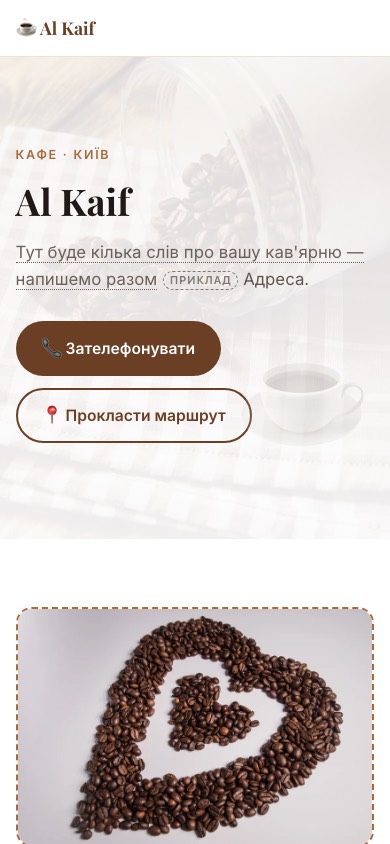 ☕ Al Kaif
КАФЕ · КИЇВ
Al Kaif
Тут буде кілька слів про вашу кав'ярню —
напишемо разом ПРИКЛАД Адреса.
📞 Зателефонувати
📍 Прокласти маршрут